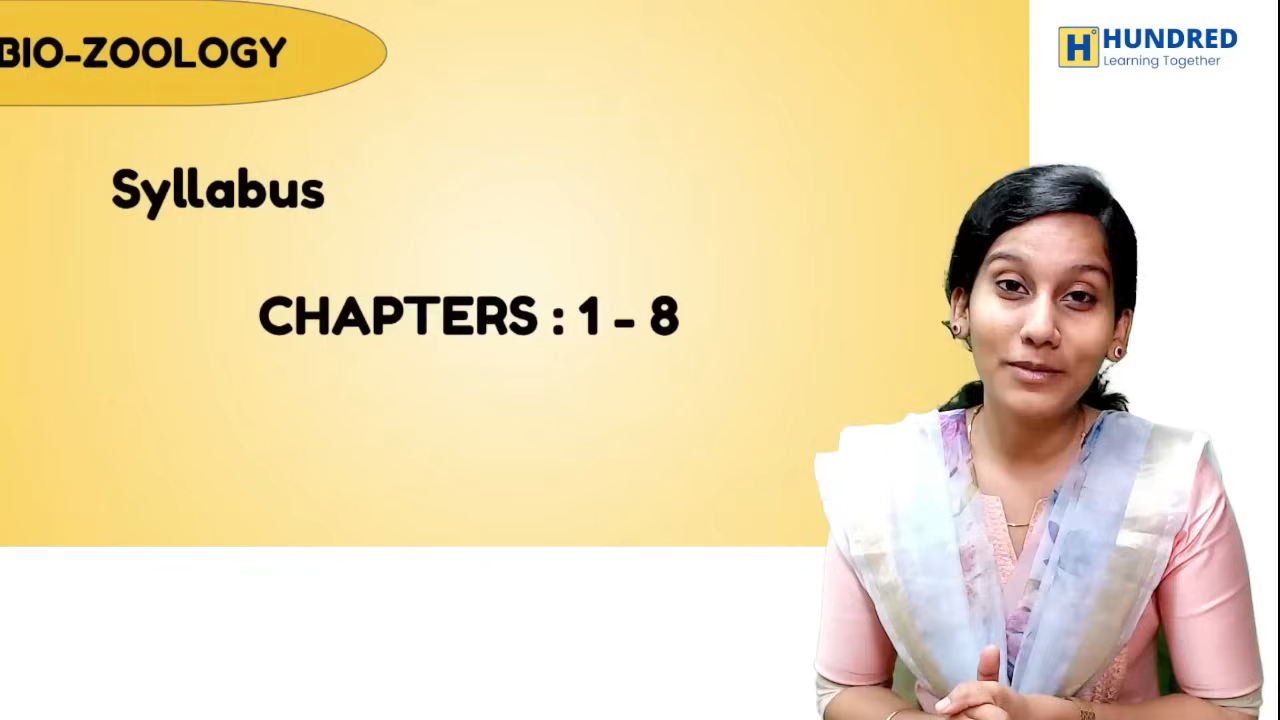 BIO-ZOOLOGY
H HUNDRED
Learning Together
Syllabus
CHAPTERS : 1 - 8